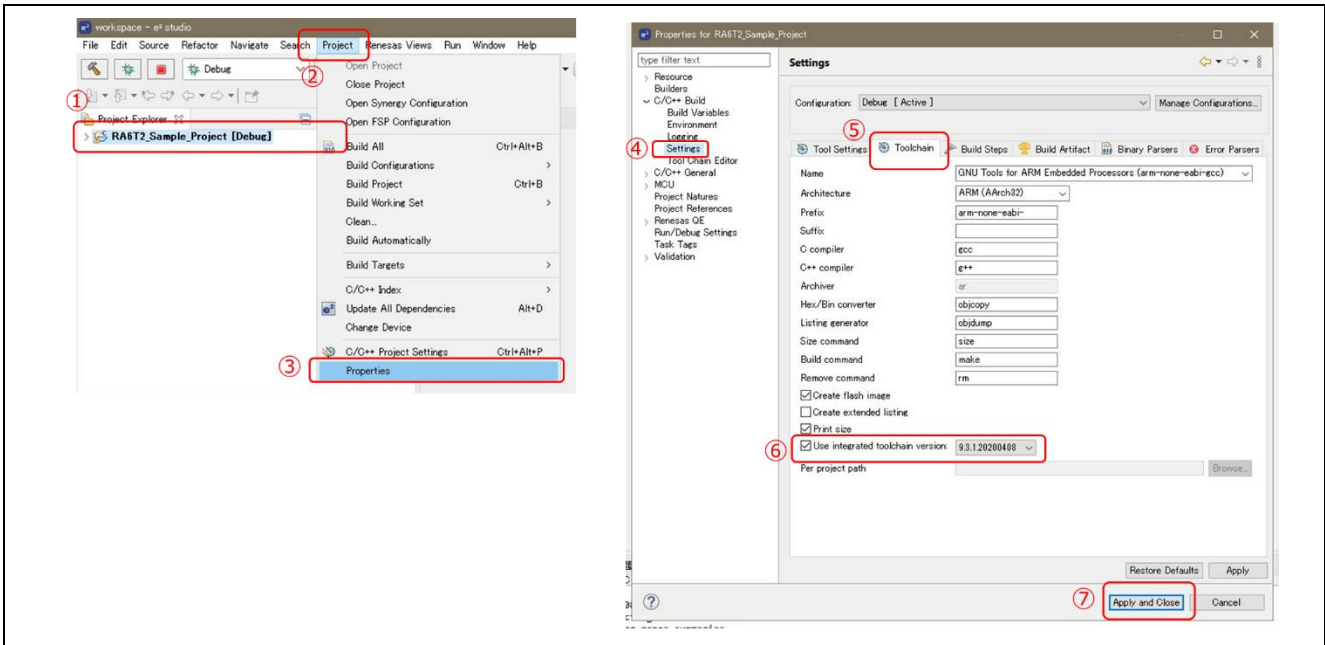 workspace - e² studio
File Edit Source Refactor Navigate Search Project Renesas Views Run Window Help
Debug
②
Open Project
Close Project
①
Open Synergy Configuration
Project Explorer
Open FSP Configuration
RA6T2_Sample_Project [Debug]
Build All Ctrl+Alt+B
Build Configurations >
Build Project Ctrl+B
Build Working Set >
Clean...
Build Automatically
Build Targets >
C/C++ Index >
e² Update All Dependencies Alt+D
Change Device
C/C++ Project Settings Ctrl+Alt+P
③ Properties
Properties for RA6T2_Sample_Project
type filter text
> Resource
Builders
C/C++ Build
Build Variables
Environment
Logging
④ Settings
Tool Chain Editor
> C/C++ General
> MCU
Project Natures
Project References
> Renesas QE
Run/Debug Settings
Task Tags
> Validation
Settings
Configuration: Debug [ Active ] Manage Configurations...
⑤
Tool Settings Toolchain Build Steps Build Artifact Binary Parsers Error Parsers
Name GNU Tools for ARM Embedded Processors (arm-none-eabi-gcc)
Architecture ARM (AArch32)
Prefix arm-none-eabi-
Suffix
C compiler gcc
C++ compiler g++
Archiver ar
Hex/Bin converter objcopy
Listing generator objdump
Size command size
Build command make
Remove command rm
Create flash image
Create extended listing
Print size
⑥ Use integrated toolchain version: 9.3.1.20200408
Per project path Browse...
Restore Defaults Apply
⑦ Apply and Close Cancel